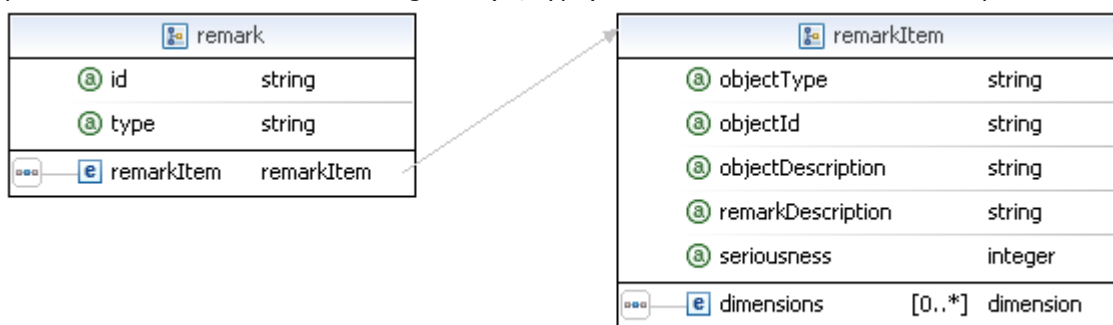 remark
a id string
a type string
e remarkItem remarkItem
remarkItem
a objectType string
a objectId string
a objectDescription string
a remarkDescription string
a seriousness integer
e dimensions [0..*] dimension